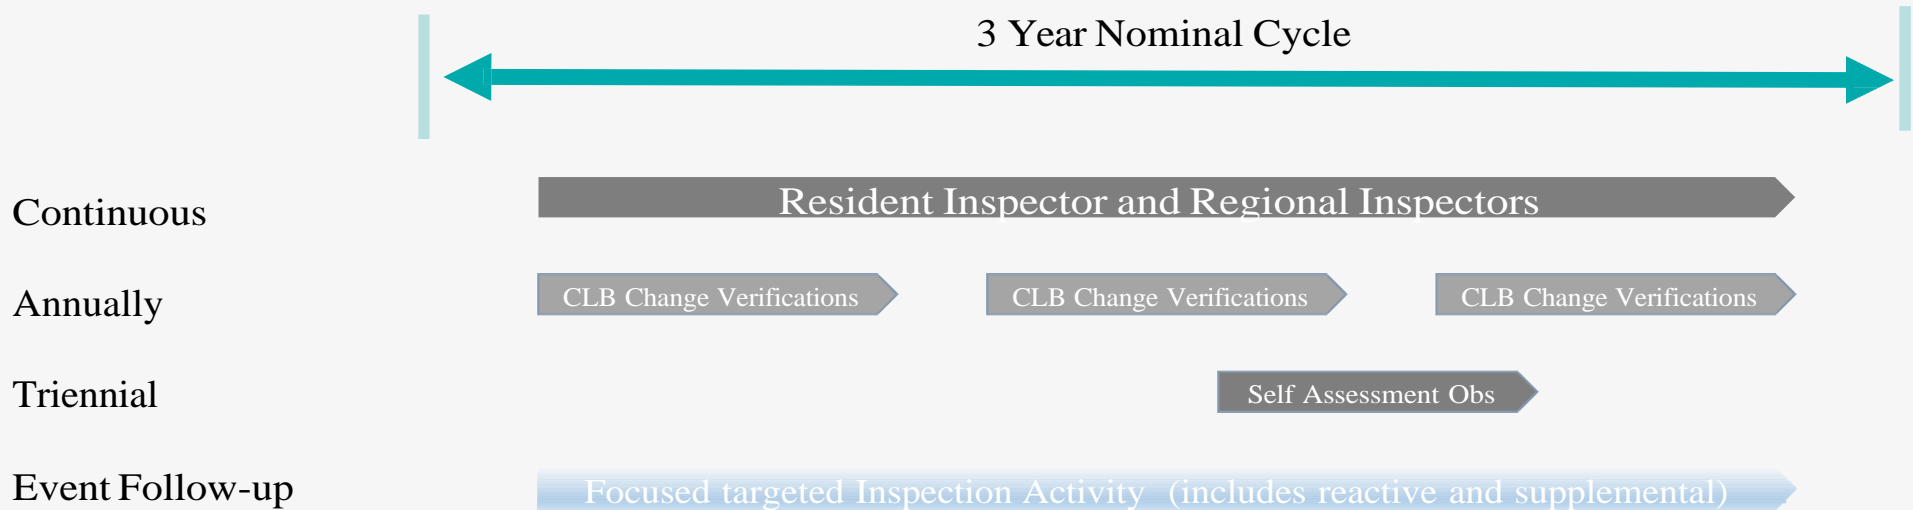 3 Year Nominal Cycle
Continuous
Resident Inspector and Regional Inspectors
Annually
CLB Change Verifications
CLB Change Verifications
CLB Change Verifications
Triennial
Self Assessment Obs
Event Follow-up
Focused targeted Inspection Activity (includes reactive and supplemental)